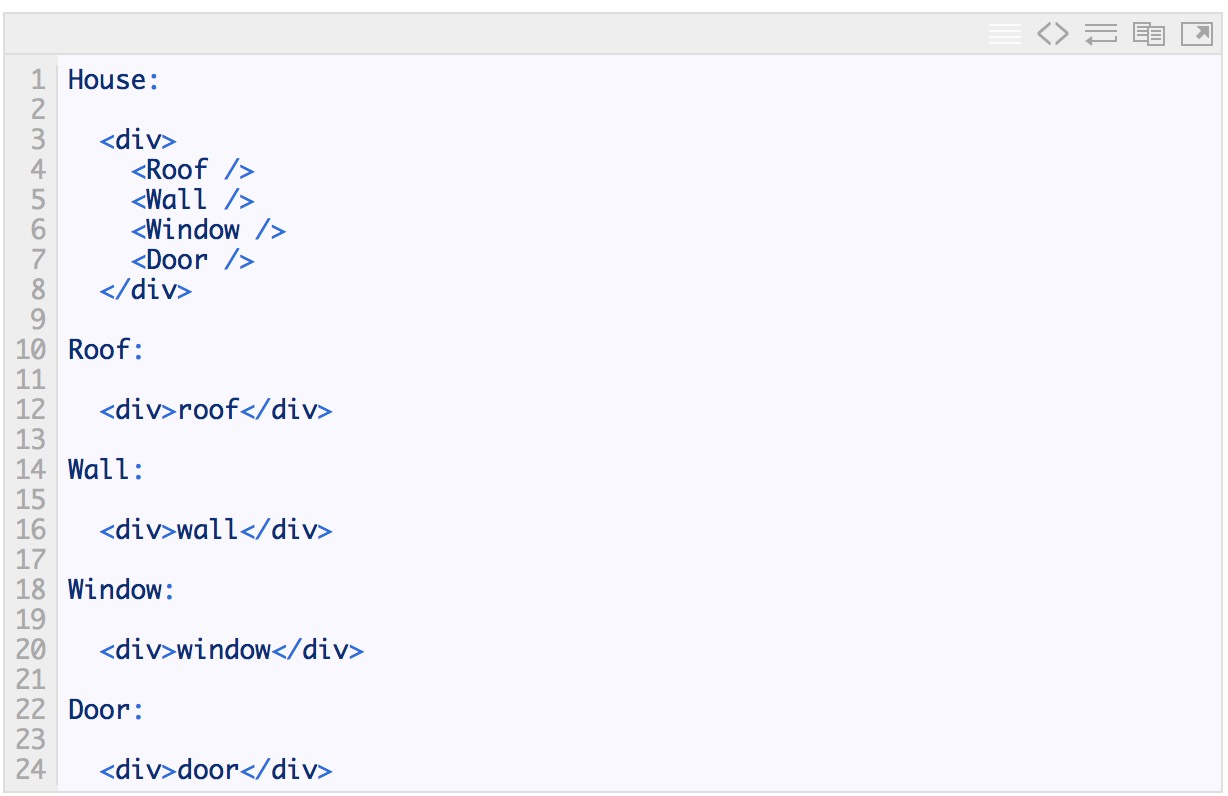 1 House:
2
3 <div>
4 <Roof />
5 <Wall />
6 <Window />
7 <Door />
8 </div>
9
10 Roof:
11
12 <div>roof</div>
13
14 Wall:
15
16 <div>wall</div>
17
18 Window:
19
20 <div>window</div>
21
22 Door:
23
24 <div>door</div>